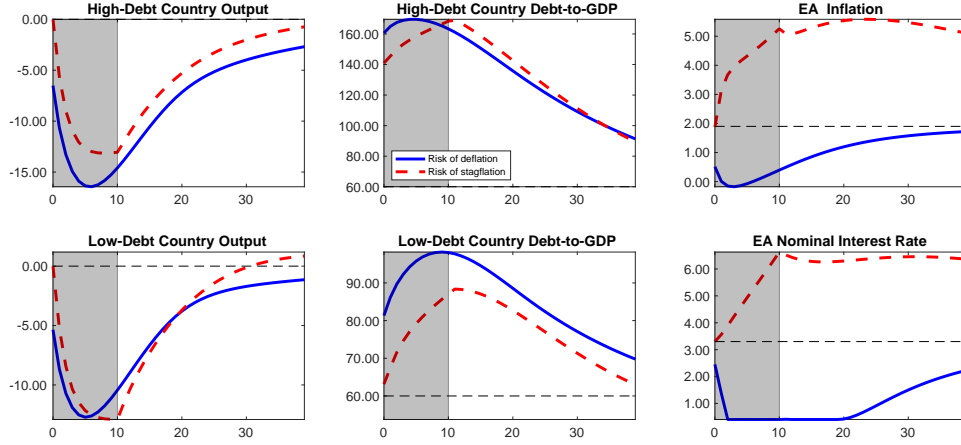 High-Debt Country Output
0.00
-5.00
-10.00
-15.00
0 10 20 30
High-Debt Country Debt-to-GDP
160.00
140.00
120.00
100.00
80.00
60.00
Risk of deflation
Risk of stagflation
0 10 20 30
EA Inflation
5.00
4.00
3.00
2.00
1.00
0.00
0 10 20 30
Low-Debt Country Output
0.00
-5.00
-10.00
0 10 20 30
Low-Debt Country Debt-to-GDP
90.00
80.00
70.00
60.00
0 10 20 30
EA Nominal Interest Rate
6.00
5.00
4.00
3.00
2.00
1.00
0 10 20 30